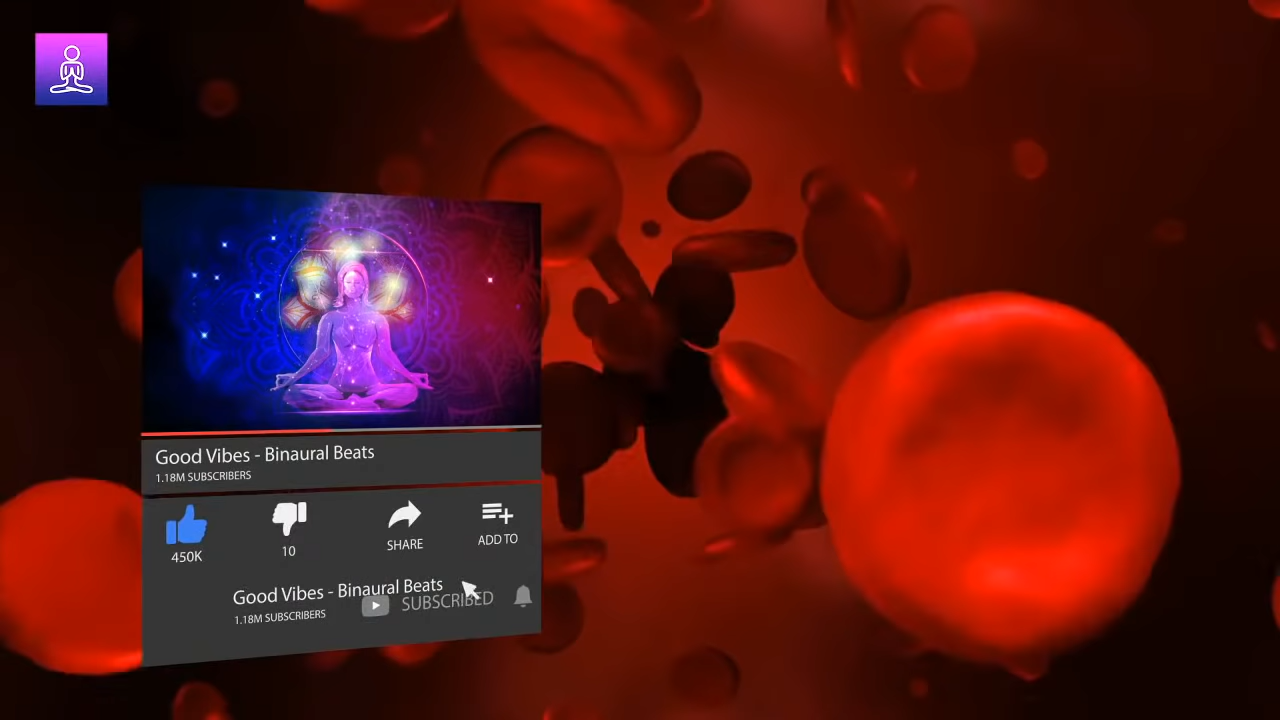 Good Vibes - Binaural Beats
1.18M SUBSCRIBERS
450K
10
SHARE
ADD TO
Good Vibes - Binaural Beats
1.18M SUBSCRIBERS
SUBSCRIBED